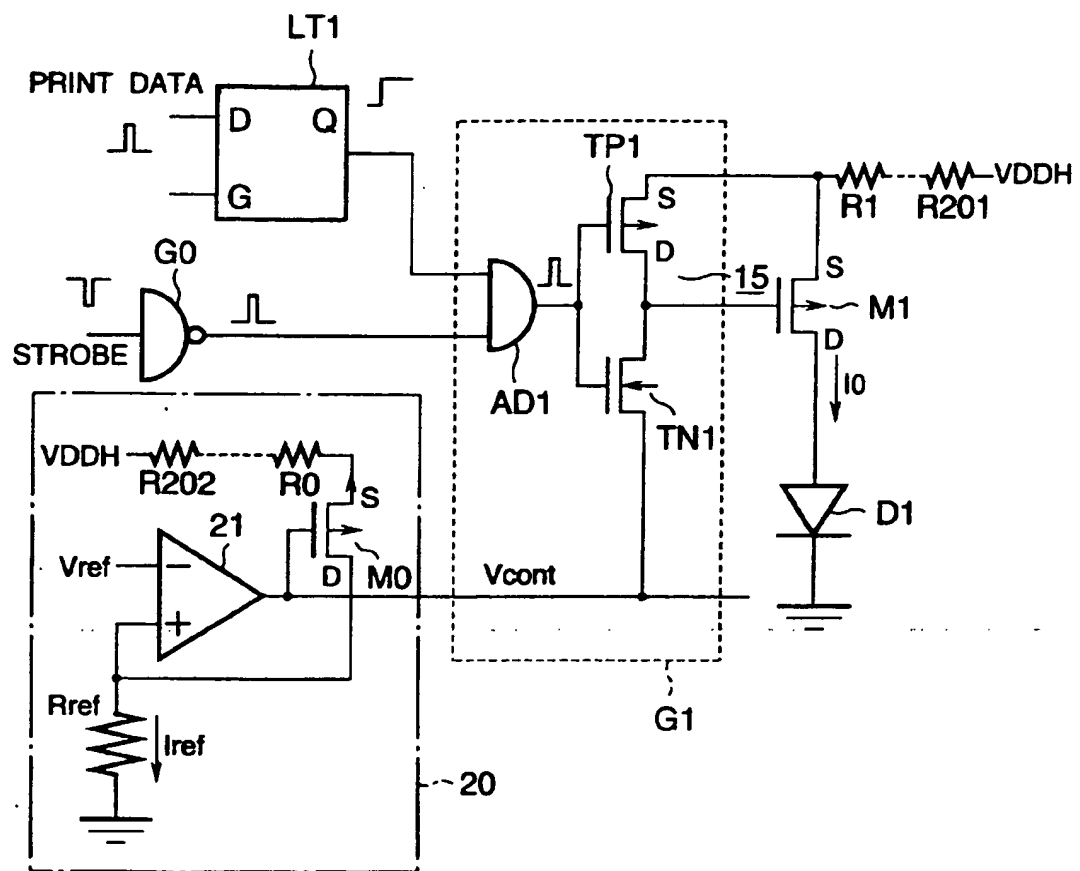 LT1
PRINT DATA
D Q
G
TP1
S
D
R1
R201
VDDH
G0
15
S
M1
D
STROBE
AD1
TN1
I0
VDDH
R202
R0
S
21
D1
Vref
−
D
M0
Vcont
+
G1
Rref
Iref
20